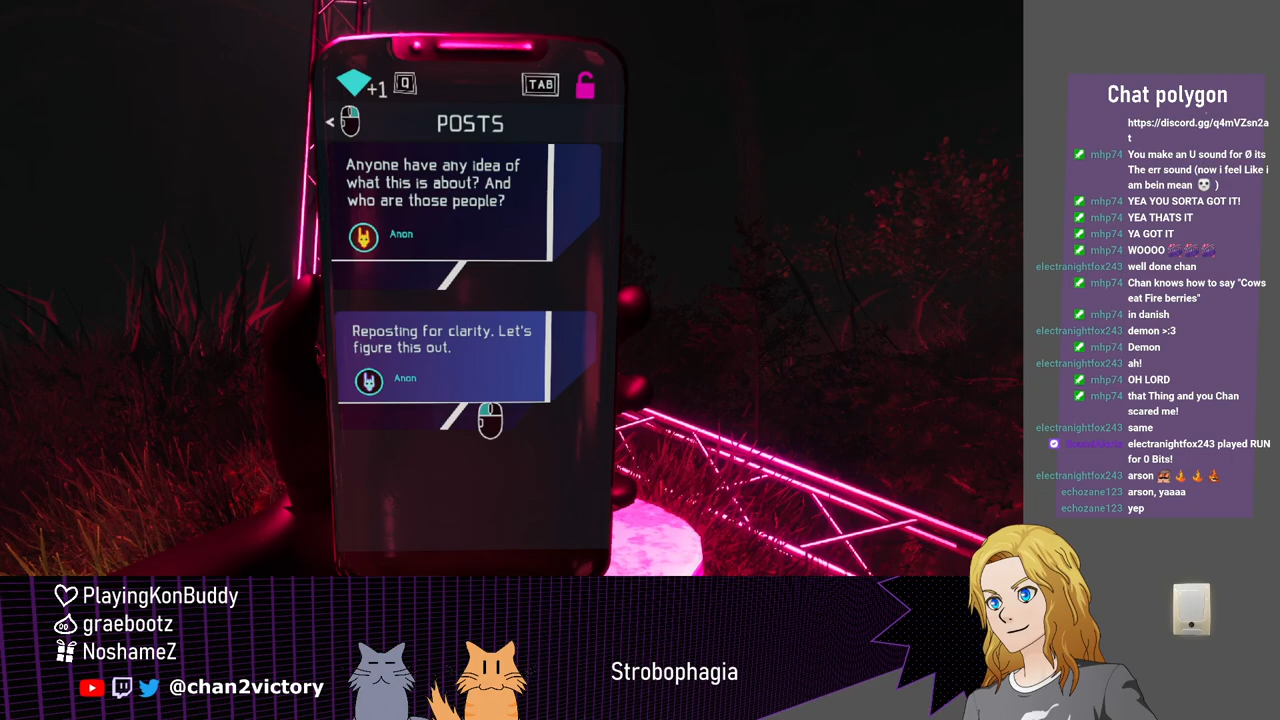 +1
Q
TAB
<
POSTS
Anyone have any idea of
what this is about? And
who are those people?
Anon
Reposting for clarity. Let's
figure this out.
Anon
Chat polygon
https://discord.gg/q4mVZsn2a
t
mhp74 You make an U sound for Ø its
The err sound (now i feel Like i
am bein mean 💀 )
mhp74 YEA YOU SORTA GOT IT!
mhp74 YEA THATS IT
mhp74 YA GOT IT
mhp74 WOOOO 🎆🎆🎆
electranightfox243 well done chan
mhp74 Chan knows how to say "Cows
eat Fire berries"
mhp74 in danish
electranightfox243 demon >:3
mhp74 Demon
electranightfox243 ah!
mhp74 OH LORD
mhp74 that Thing and you Chan
scared me!
electranightfox243 same
electranightfox243 played RUN
for 0 Bits!
electranightfox243 arson
echozane123 arson, yaaaa
echozane123 yep
PlayingKonBuddy
graebootz
NoshameZ
@chan2victory
Strobophagia